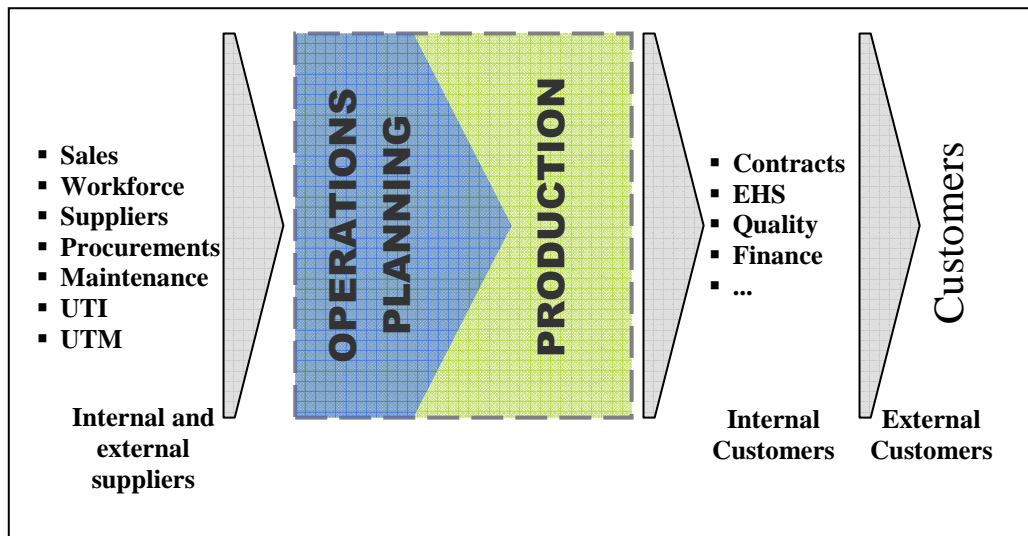 ▪ Sales
▪ Workforce
▪ Suppliers
▪ Procurements
▪ Maintenance
▪ UTI
▪ UTM
Internal and
external
suppliers
OPERATIONS
PLANNING
PRODUCTION
▪ Contracts
▪ EHS
▪ Quality
▪ Finance
▪ ...
Internal
Customers
Customers
External
Customers